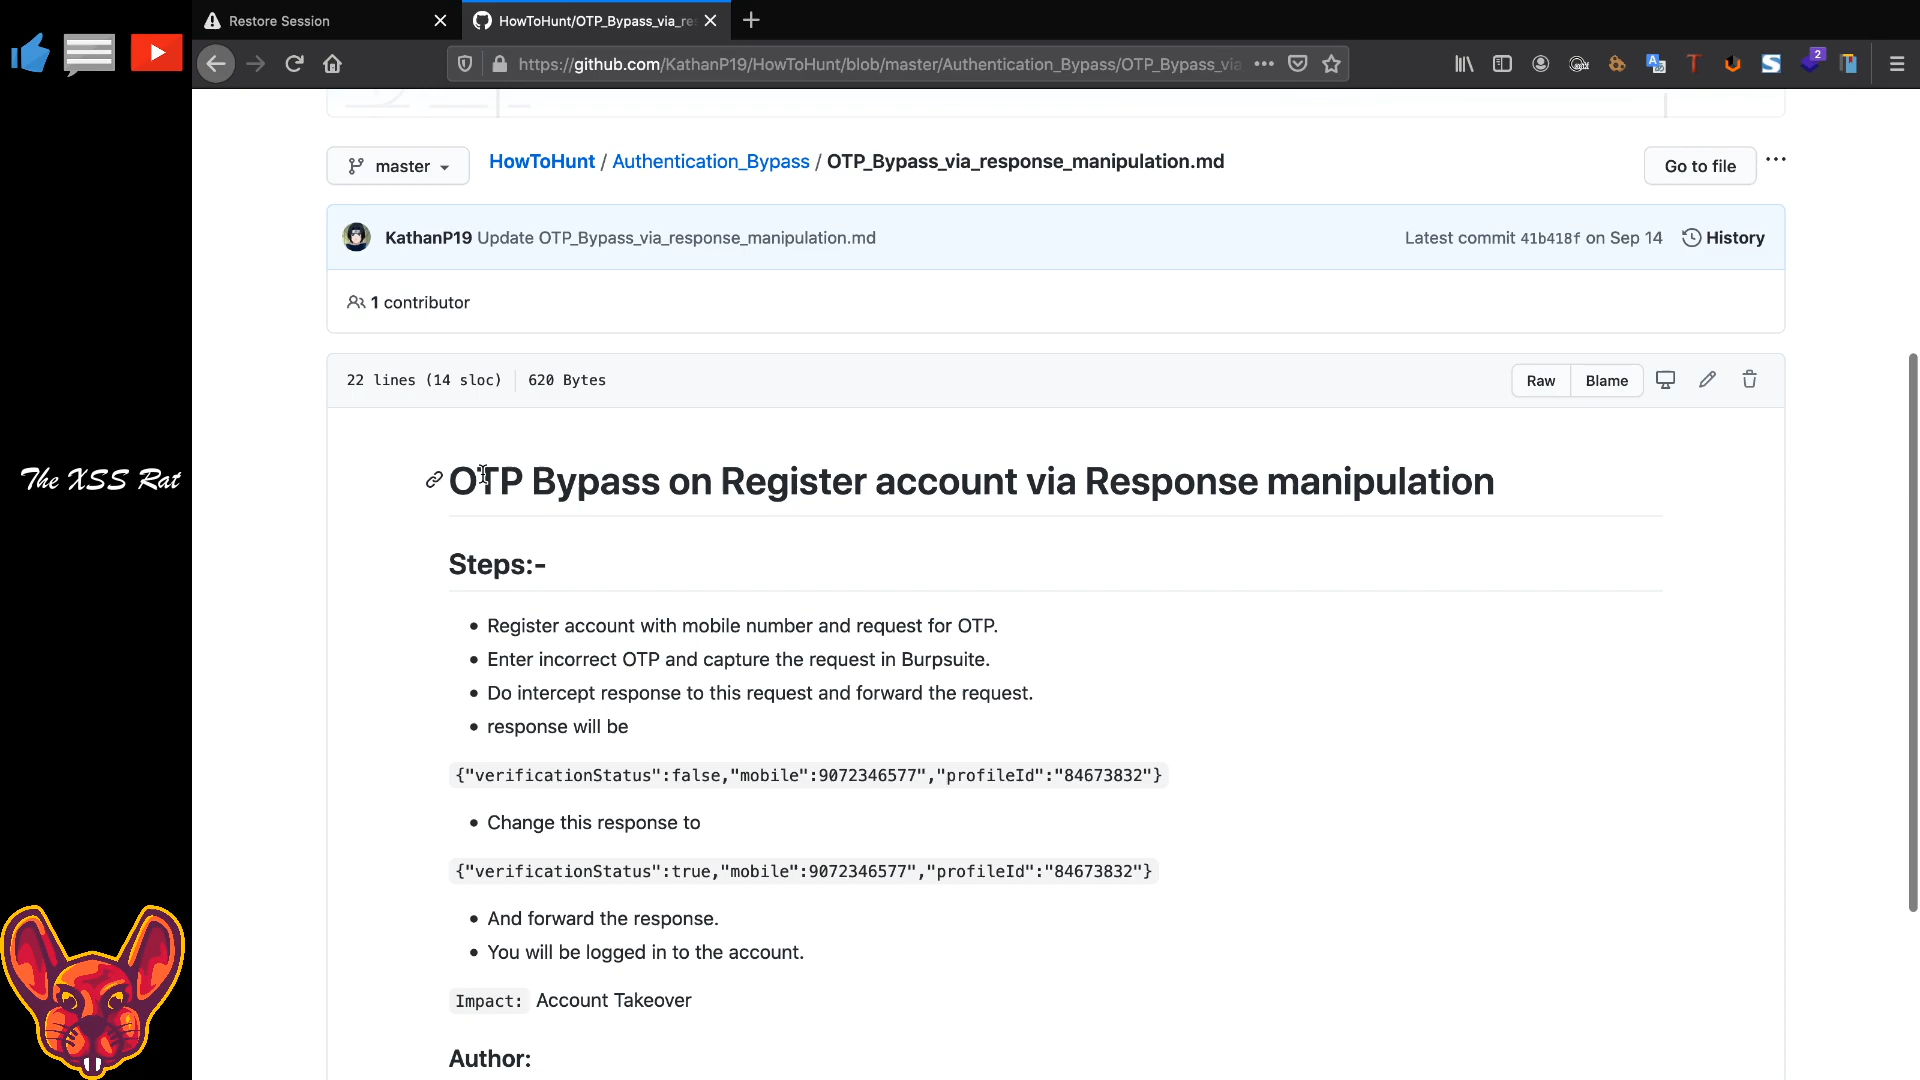 Restore Session
HowToHunt/OTP_Bypass_via_re
https://github.com/KathanP19/HowToHunt/blob/master/Authentication_Bypass/OTP_Bypass_via
2
master
HowToHunt / Authentication_Bypass / OTP_Bypass_via_response_manipulation.md
Go to file
KathanP19 Update OTP_Bypass_via_response_manipulation.md
Latest commit 41b418f on Sep 14
History
1 contributor
22 lines (14 sloc)
620 Bytes
Raw
Blame
The XSS Rat
OTP Bypass on Register account via Response manipulation
Steps:-
• Register account with mobile number and request for OTP.
• Enter incorrect OTP and capture the request in Burpsuite.
• Do intercept response to this request and forward the request.
• response will be
{"verificationStatus":false,"mobile":9072346577","profileId":"84673832"}
• Change this response to
{"verificationStatus":true,"mobile":9072346577","profileId":"84673832"}
• And forward the response.
• You will be logged in to the account.
Impact: Account Takeover
Author: